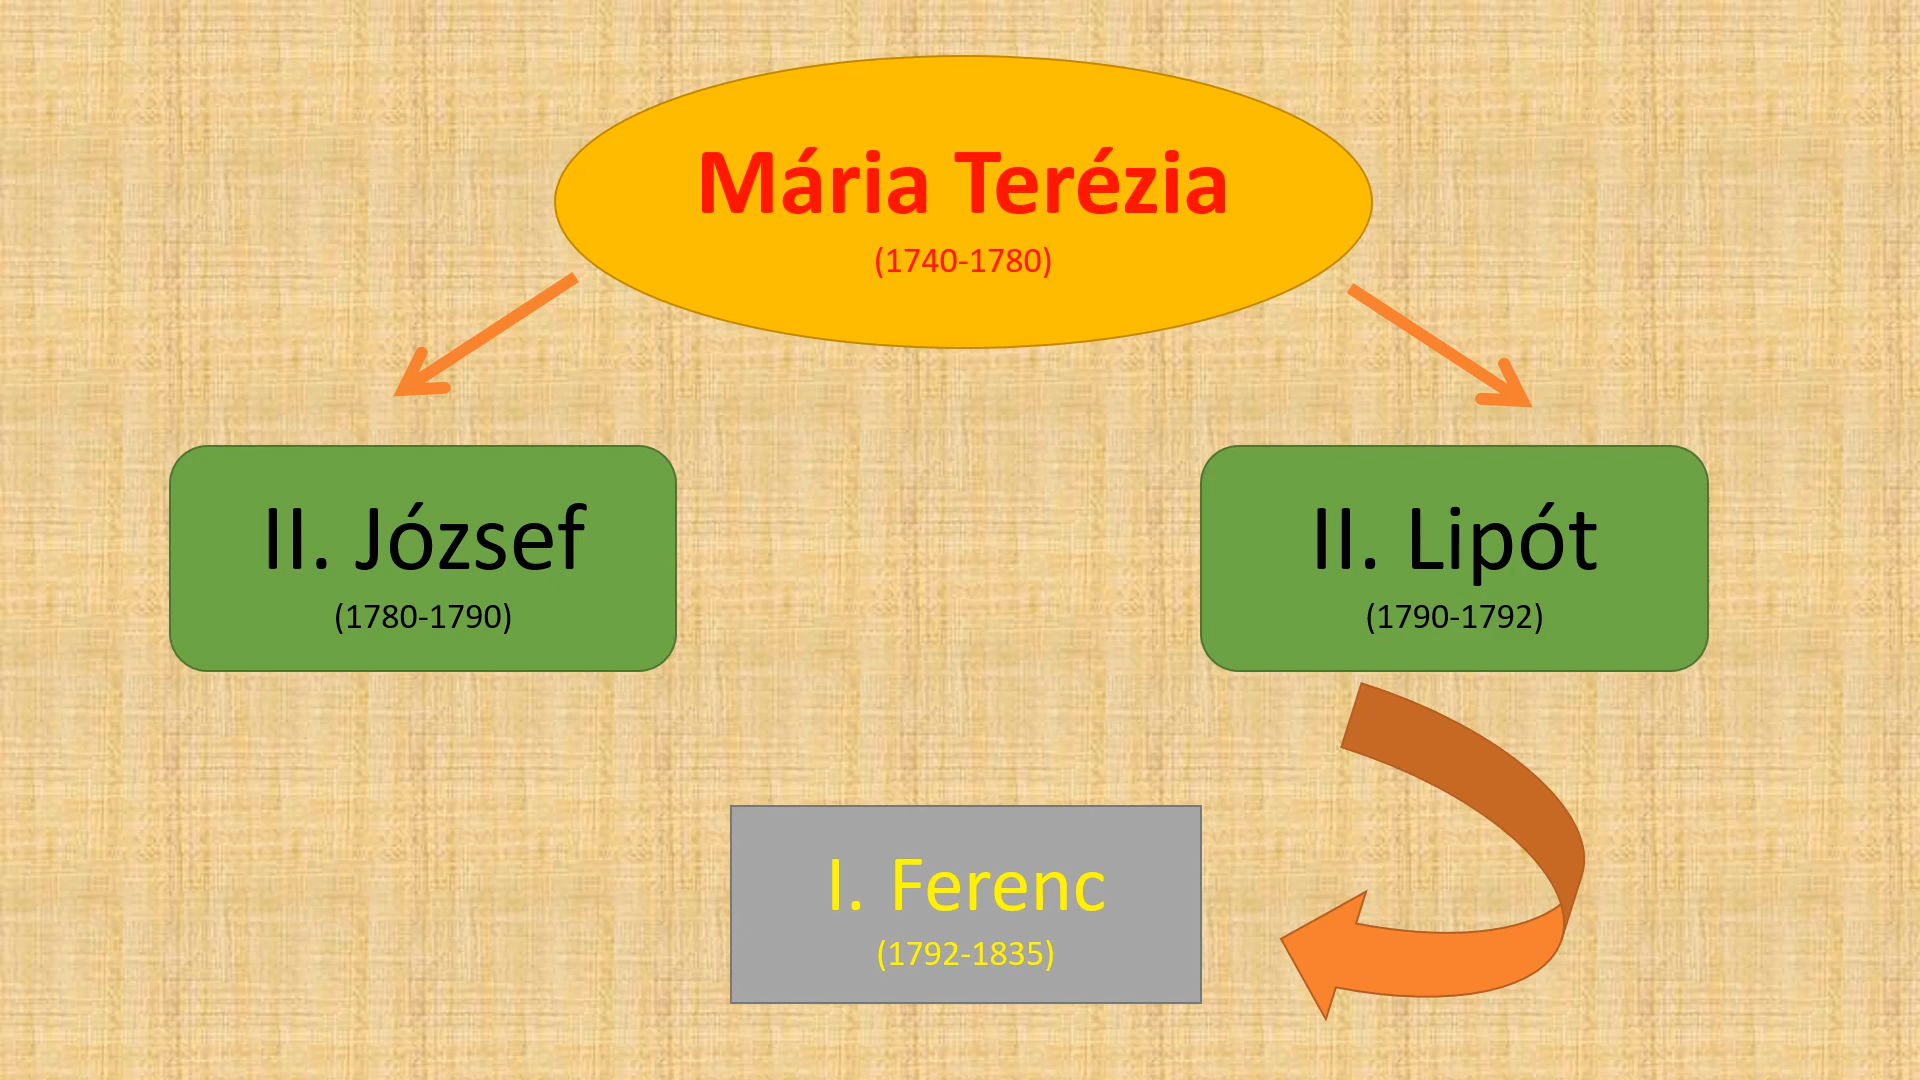 Mária Terézia
(1740-1780)
II. József
(1780-1790)
II. Lipót
(1790-1792)
I. Ferenc
(1792-1835)